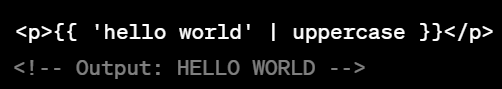 <p>{{ 'hello world' | uppercase }}</p>
<!-- Output: HELLO WORLD -->